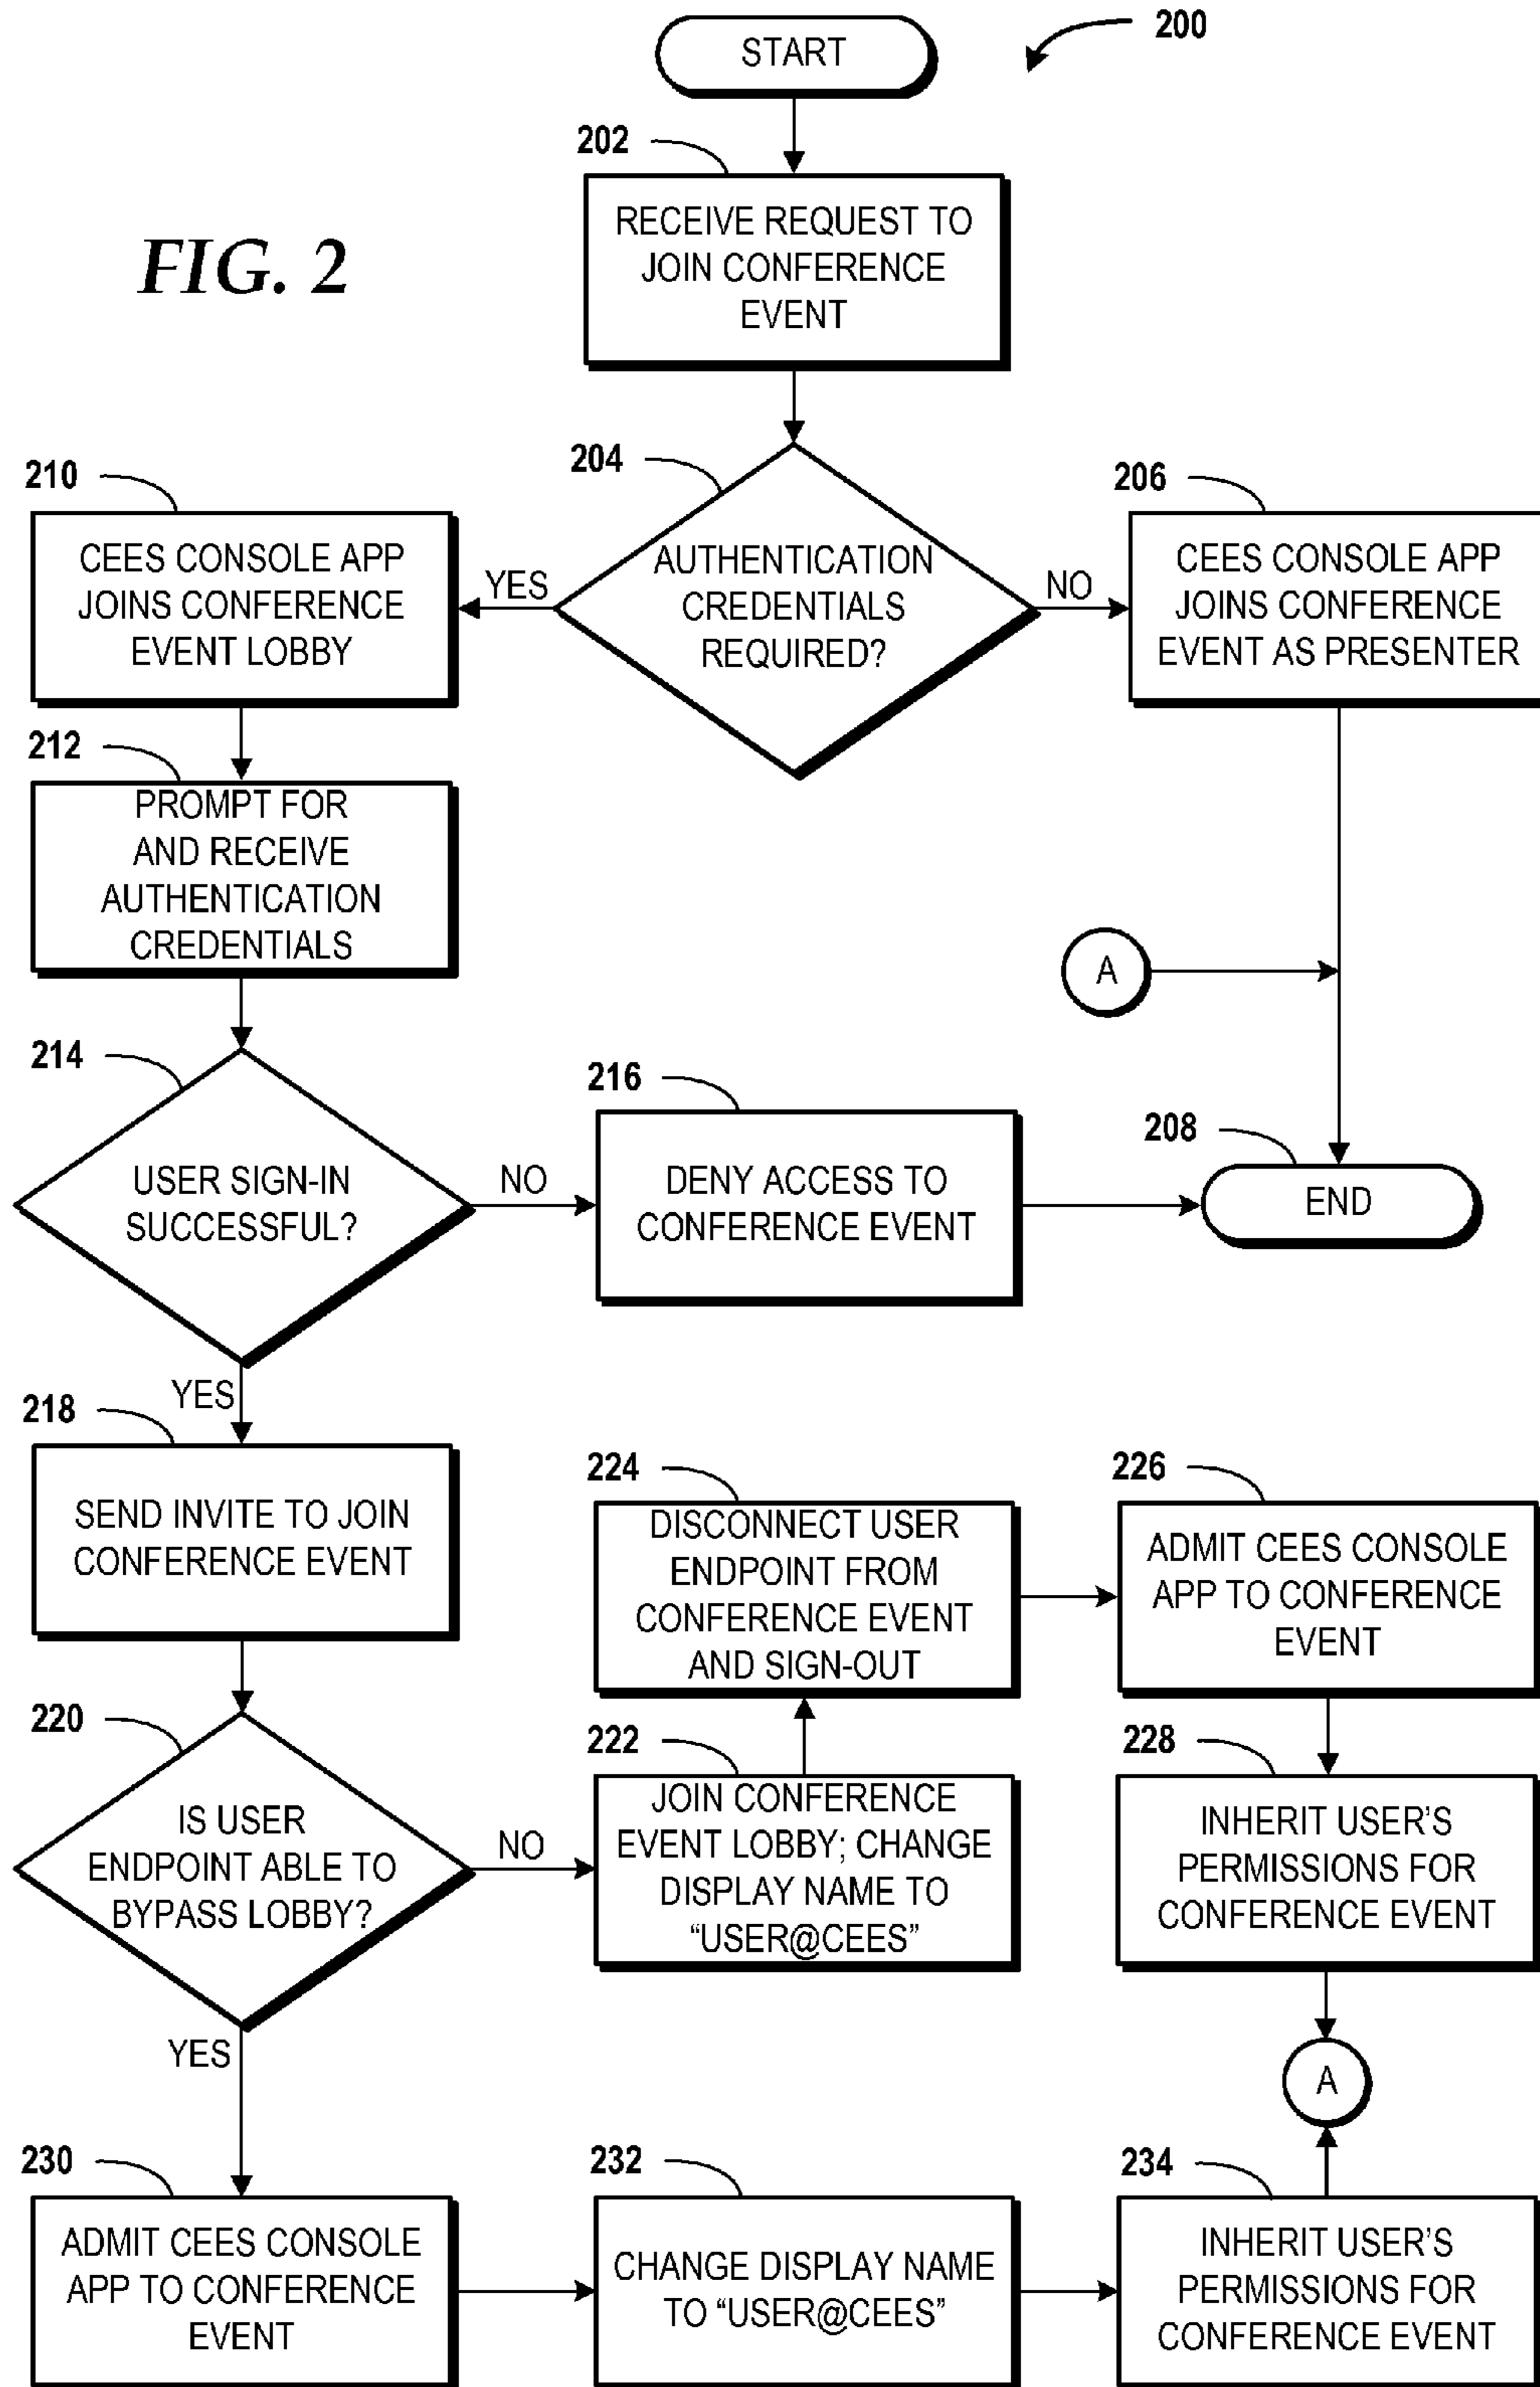 START
200
202
RECEIVE REQUEST TO
JOIN CONFERENCE
EVENT
FIG. 2
204
AUTHENTICATION
CREDENTIALS
REQUIRED?
YES
NO
210
CEES CONSOLE APP
JOINS CONFERENCE
EVENT LOBBY
206
CEES CONSOLE APP
JOINS CONFERENCE
EVENT AS PRESENTER
212
PROMPT FOR
AND RECEIVE
AUTHENTICATION
CREDENTIALS
A
214
USER SIGN-IN
SUCCESSFUL?
NO
216
DENY ACCESS TO
CONFERENCE EVENT
208
END
YES
218
SEND INVITE TO JOIN
CONFERENCE EVENT
224
DISCONNECT USER
ENDPOINT FROM
CONFERENCE EVENT
AND SIGN-OUT
226
ADMIT CEES CONSOLE
APP TO CONFERENCE
EVENT
220
IS USER
ENDPOINT ABLE TO
BYPASS LOBBY?
NO
222
JOIN CONFERENCE
EVENT LOBBY; CHANGE
DISPLAY NAME TO
“USER@CEES”
228
INHERIT USER’S
PERMISSIONS FOR
CONFERENCE EVENT
YES
A
230
ADMIT CEES CONSOLE
APP TO CONFERENCE
EVENT
232
CHANGE DISPLAY NAME
TO “USER@CEES”
234
INHERIT USER’S
PERMISSIONS FOR
CONFERENCE EVENT